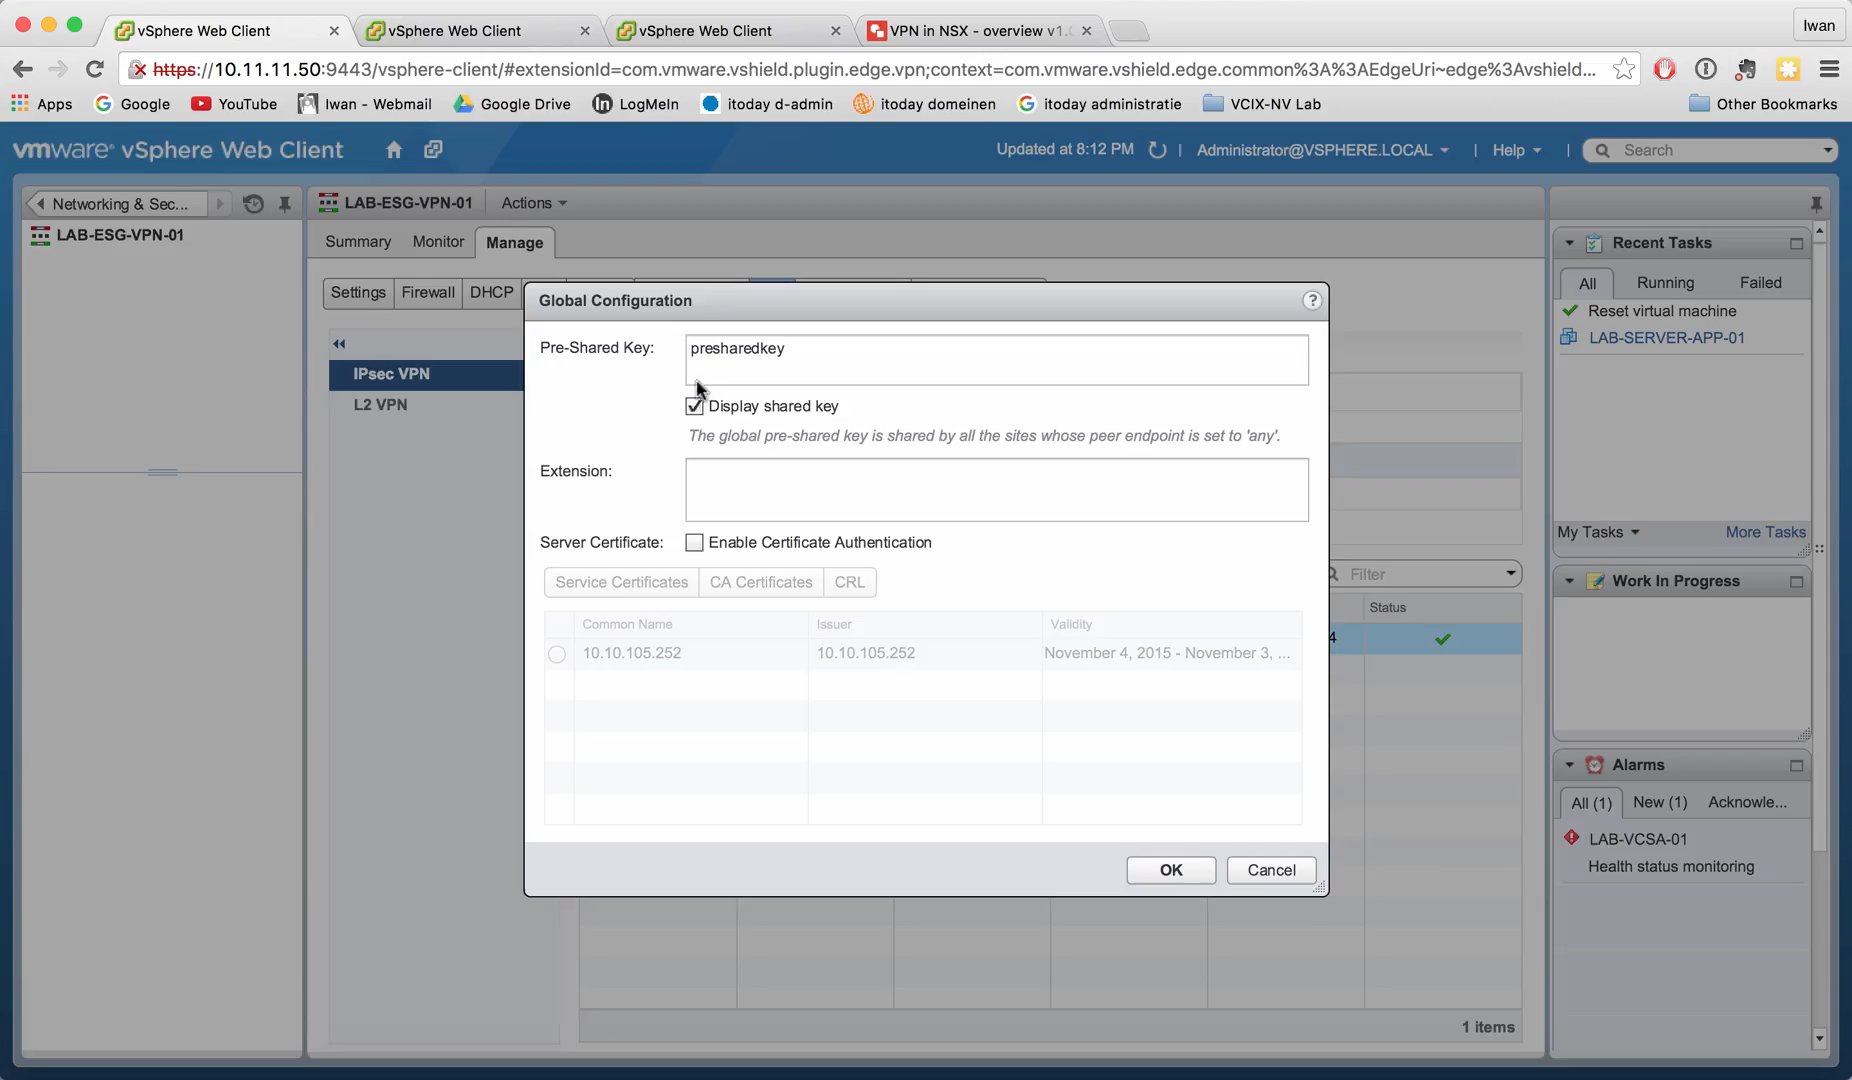 vSphere Web Client
vSphere Web Client
vSphere Web Client
VPN in NSX - overview v1.0
Iwan
https://10.11.11.50:9443/vsphere-client/#extensionId=com.vmware.vshield.plugin.edge.vpn;context=com.vmware.vshield.edge.common%3A%3AEdgeUri~edge%3Avshield...
Apps
Google
YouTube
Iwan - Webmail
Google Drive
LogMeIn
itoday d-admin
itoday domeinen
itoday administratie
VCIX-NV Lab
Other Bookmarks
vmware® vSphere Web Client
Updated at 8:12 PM
Administrator@VSPHERE.LOCAL
Help
Search
Networking & Sec...
LAB-ESG-VPN-01
LAB-ESG-VPN-01
Actions
Summary
Monitor
Manage
Settings
Firewall
DHCP
IPsec VPN
L2 VPN
Global Configuration
?
Pre-Shared Key:
presharedkey
Display shared key
The global pre-shared key is shared by all the sites whose peer endpoint is set to 'any'.
Extension:
Server Certificate:
Enable Certificate Authentication
Service Certificates
CA Certificates
CRL
Common Name
Issuer
Validity
10.10.105.252
10.10.105.252
November 4, 2015 - November 3, ...
OK
Cancel
Filter
Status
4
1 items
Recent Tasks
All
Running
Failed
Reset virtual machine
LAB-SERVER-APP-01
My Tasks
More Tasks
Work In Progress
Alarms
All (1)
New (1)
Acknowle...
LAB-VCSA-01
Health status monitoring